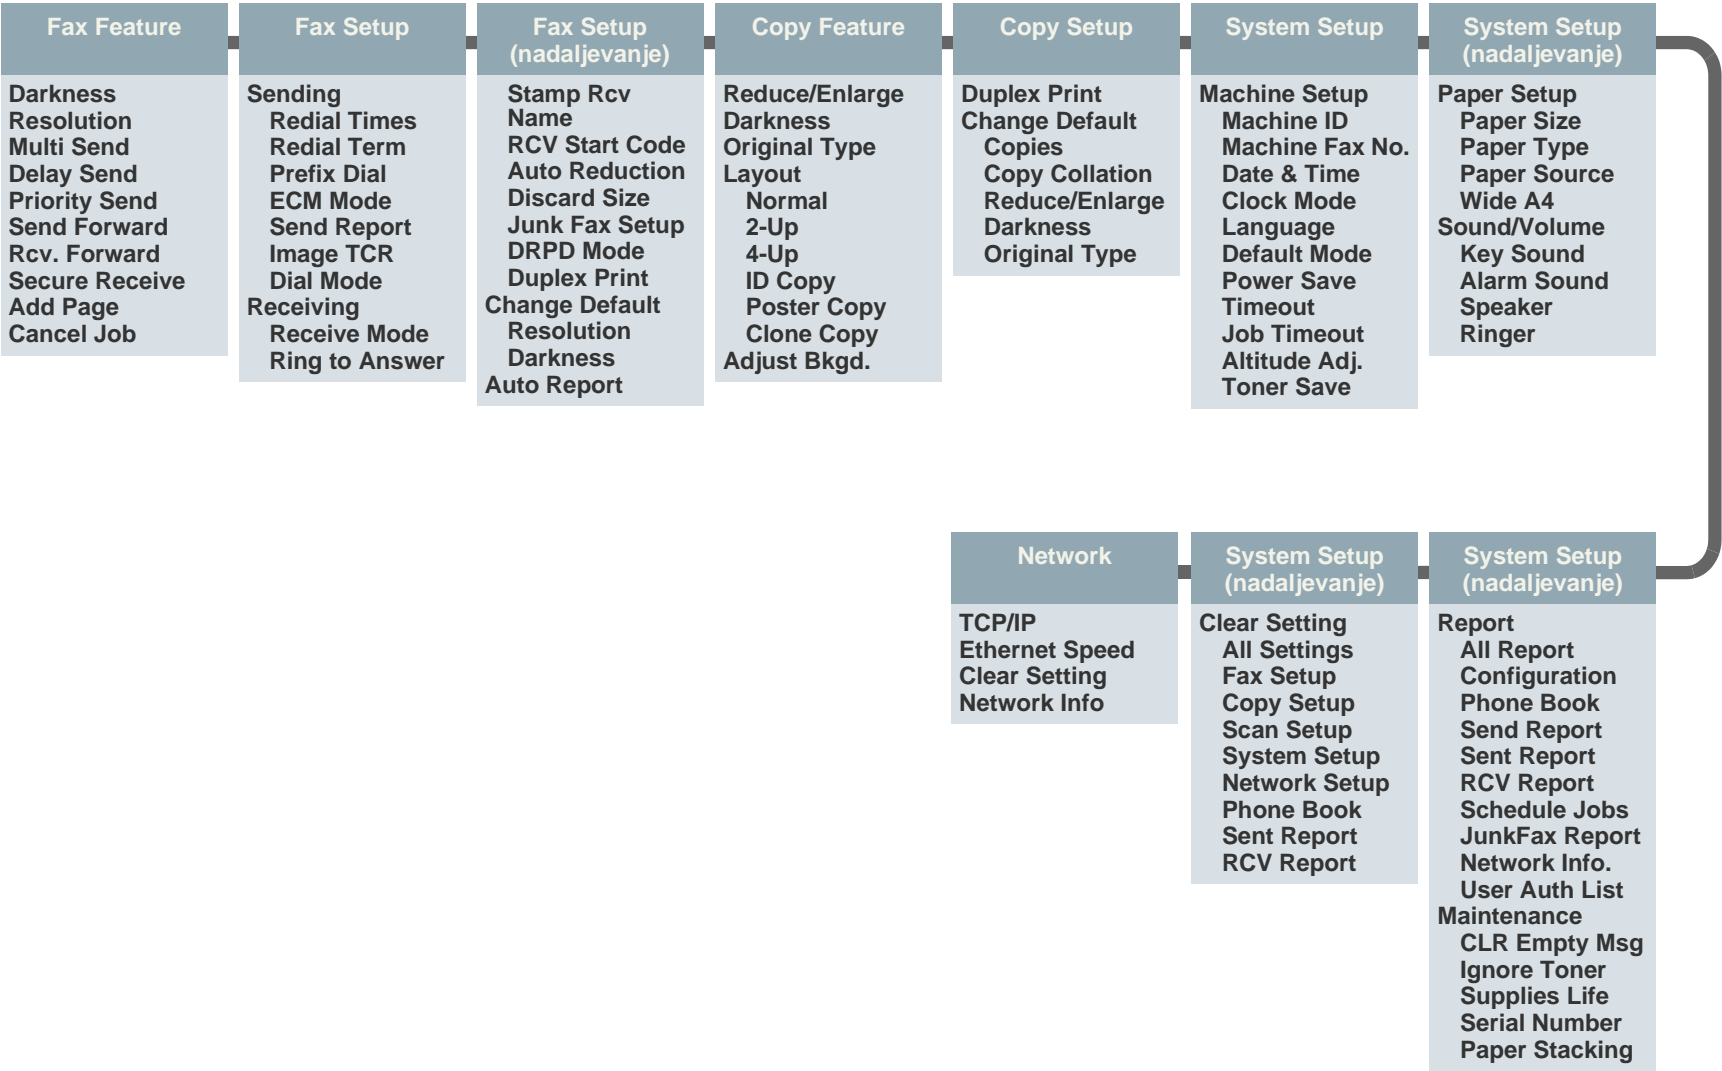 Fax Feature
Darkness
Resolution
Multi Send
Delay Send
Priority Send
Send Forward
Rcv. Forward
Secure Receive
Add Page
Cancel Job
Fax Setup
Sending
Redial Times
Redial Term
Prefix Dial
ECM Mode
Send Report
Image TCR
Dial Mode
Receiving
Receive Mode
Ring to Answer
Fax Setup
(nadaljevanje)
Stamp Rcv
Name
RCV Start Code
Auto Reduction
Discard Size
Junk Fax Setup
DRPD Mode
Duplex Print
Change Default
Resolution
Darkness
Auto Report
Copy Feature
Reduce/Enlarge
Darkness
Original Type
Layout
Normal
2-Up
4-Up
ID Copy
Poster Copy
Clone Copy
Adjust Bkgd.
Copy Setup
Duplex Print
Change Default
Copies
Copy Collation
Reduce/Enlarge
Darkness
Original Type
System Setup
Machine Setup
Machine ID
Machine Fax No.
Date & Time
Clock Mode
Language
Default Mode
Power Save
Timeout
Job Timeout
Altitude Adj.
Toner Save
System Setup
(nadaljevanje)
Paper Setup
Paper Size
Paper Type
Paper Source
Wide A4
Sound/Volume
Key Sound
Alarm Sound
Speaker
Ringer
Network
TCP/IP
Ethernet Speed
Clear Setting
Network Info
System Setup
(nadaljevanje)
Clear Setting
All Settings
Fax Setup
Copy Setup
Scan Setup
System Setup
Network Setup
Phone Book
Sent Report
RCV Report
System Setup
(nadaljevanje)
Report
All Report
Configuration
Phone Book
Send Report
Sent Report
RCV Report
Schedule Jobs
JunkFax Report
Network Info.
User Auth List
Maintenance
CLR Empty Msg
Ignore Toner
Supplies Life
Serial Number
Paper Stacking